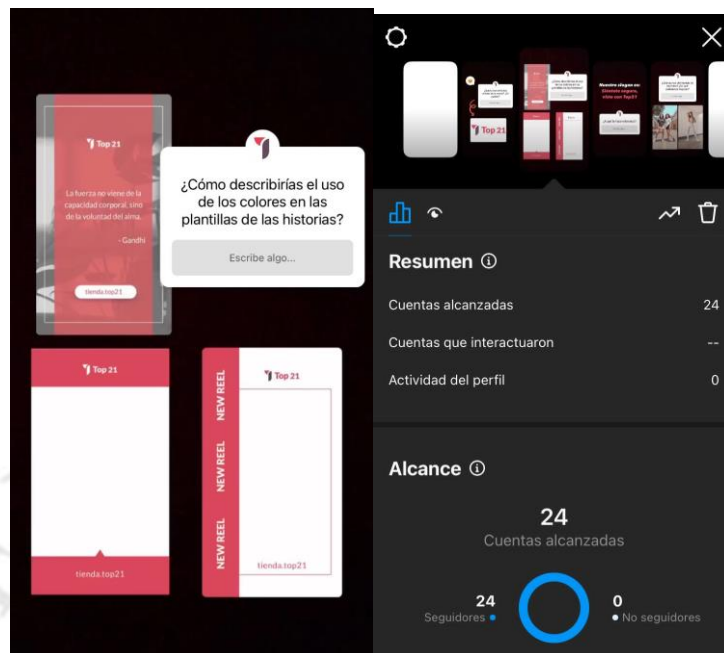 Top 21
La fuerza no viene de la
capacidad corporal, sino
de la voluntad del alma.
- Gandhi
tienda.top21
¿Cómo describirías el uso
de los colores en las
plantillas de las historias?
Escribe algo...
Top 21
tienda.top21
NEW REEL
NEW REEL
NEW REEL
Top 21
tienda.top21
Top 21
Nuestro slogan es:
Resumen
Cuentas alcanzadas 24
Cuentas que interactuaron --
Actividad del perfil 0
Alcance
24
Cuentas alcanzadas
24
Seguidores
0
No seguidores